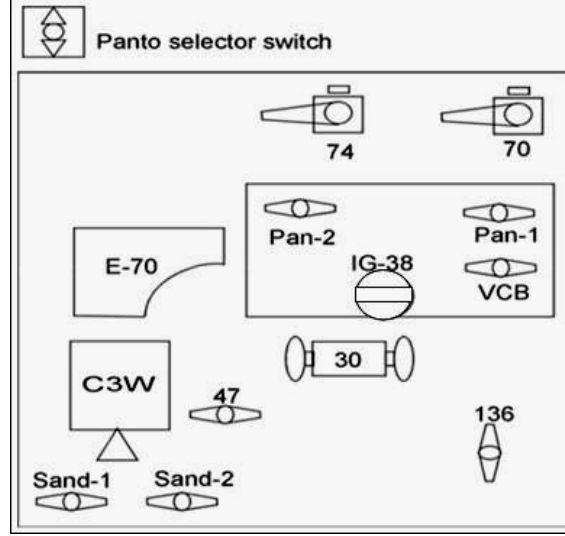 Panto selector switch
74
70
Pan-2
Pan-1
E-70
IG-38
VCB
30
C3W
47
136
Sand-1
Sand-2